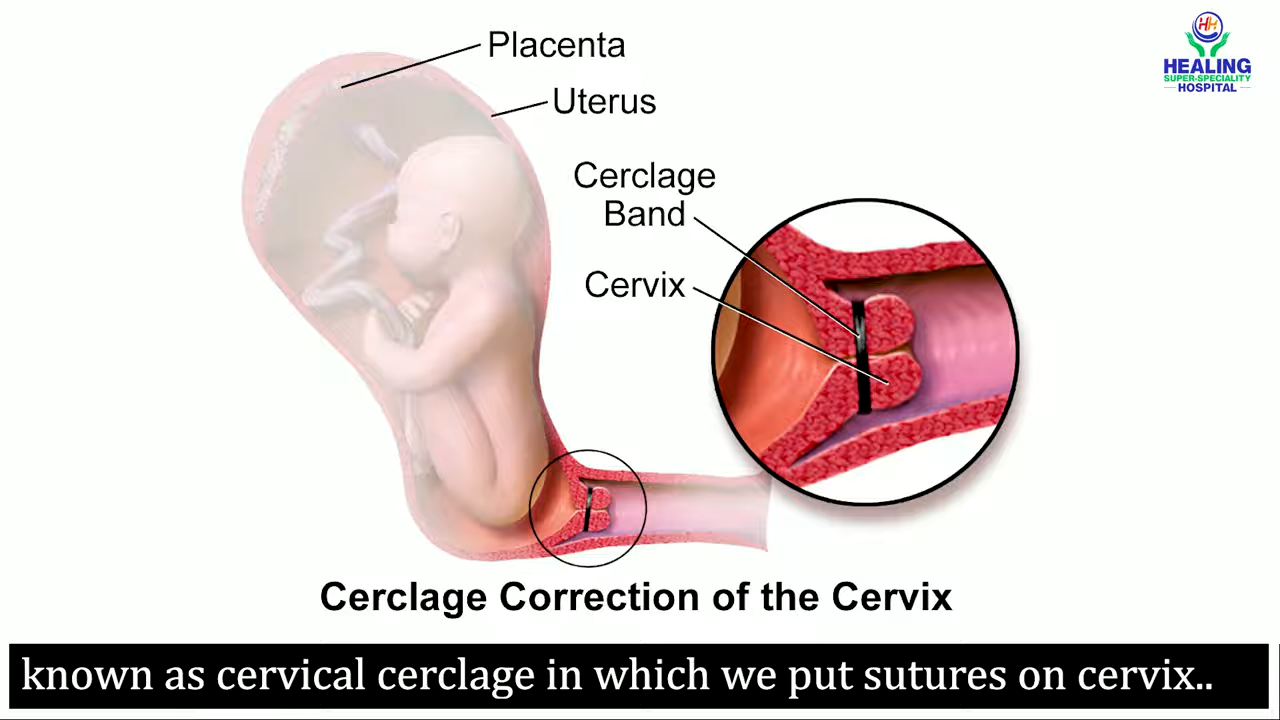 Placenta
Uterus
Cerclage
Band
Cervix
HM
HEALING
SUPER-SPECIALITY
HOSPITAL
Cerclage Correction of the Cervix
known as cervical cerclage in which we put sutures on cervix..